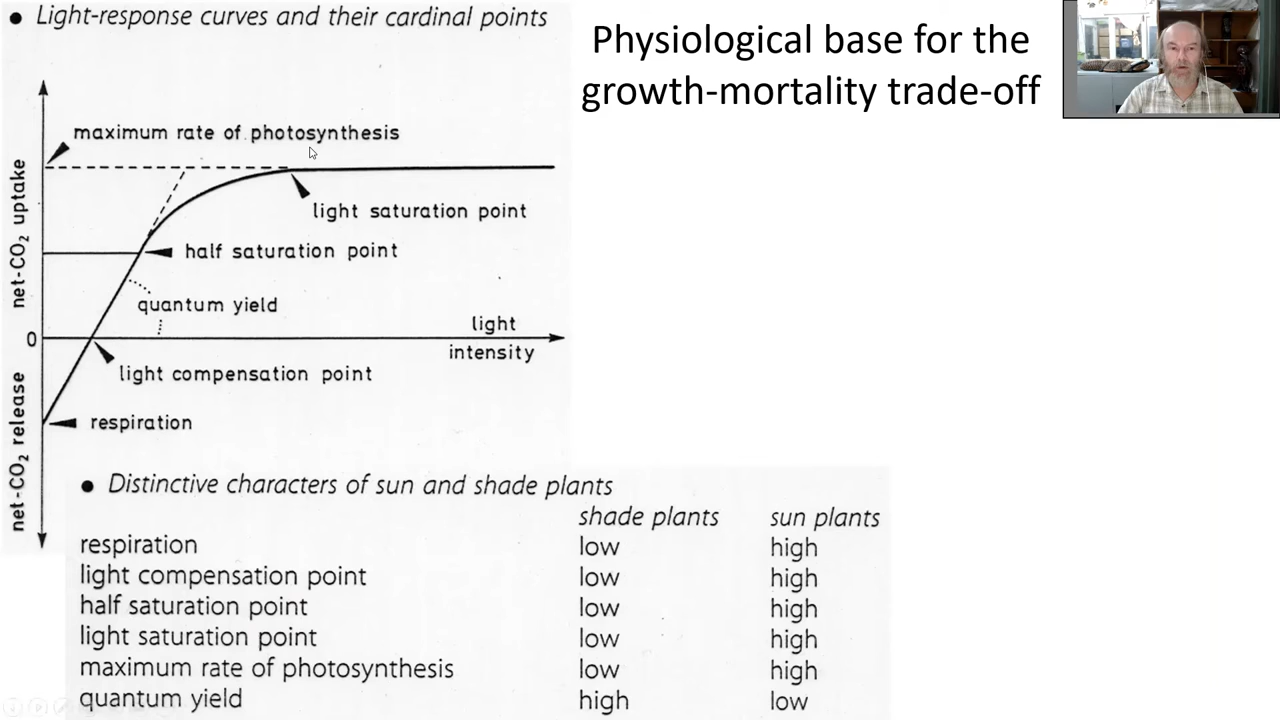 • Light-response curves and their cardinal points
Physiological base for the
growth-mortality trade-off
maximum rate of photosynthesis
light saturation point
half saturation point
quantum yield
light
intensity
0
light compensation point
respiration
net-CO₂ uptake
net-CO₂ release
• Distinctive characters of sun and shade plants
shade plants sun plants
respiration low high
light compensation point low high
half saturation point low high
light saturation point low high
maximum rate of photosynthesis low high
quantum yield high low